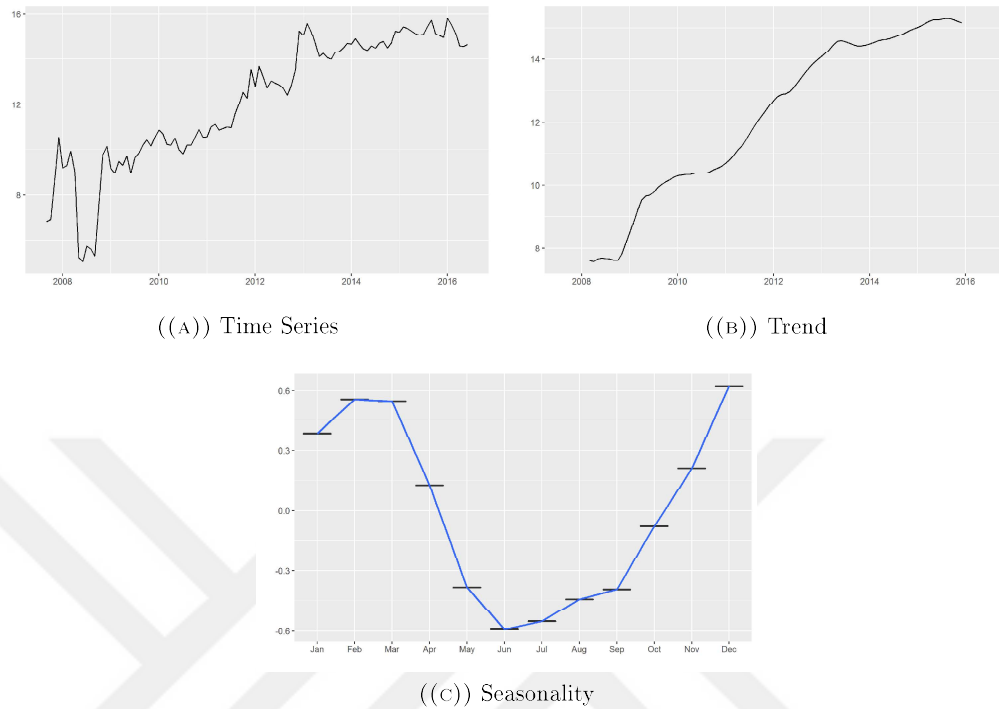 16
12
8
2008 2010 2012 2014 2016
((A)) Time Series
14
12
10
8
2008 2010 2012 2014 2016
((B)) Trend
0.6
0.3
0.0
-0.3
-0.6
Jan Feb Mar Apr May Jun Jul Aug Sep Oct Nov Dec
((C)) Seasonality